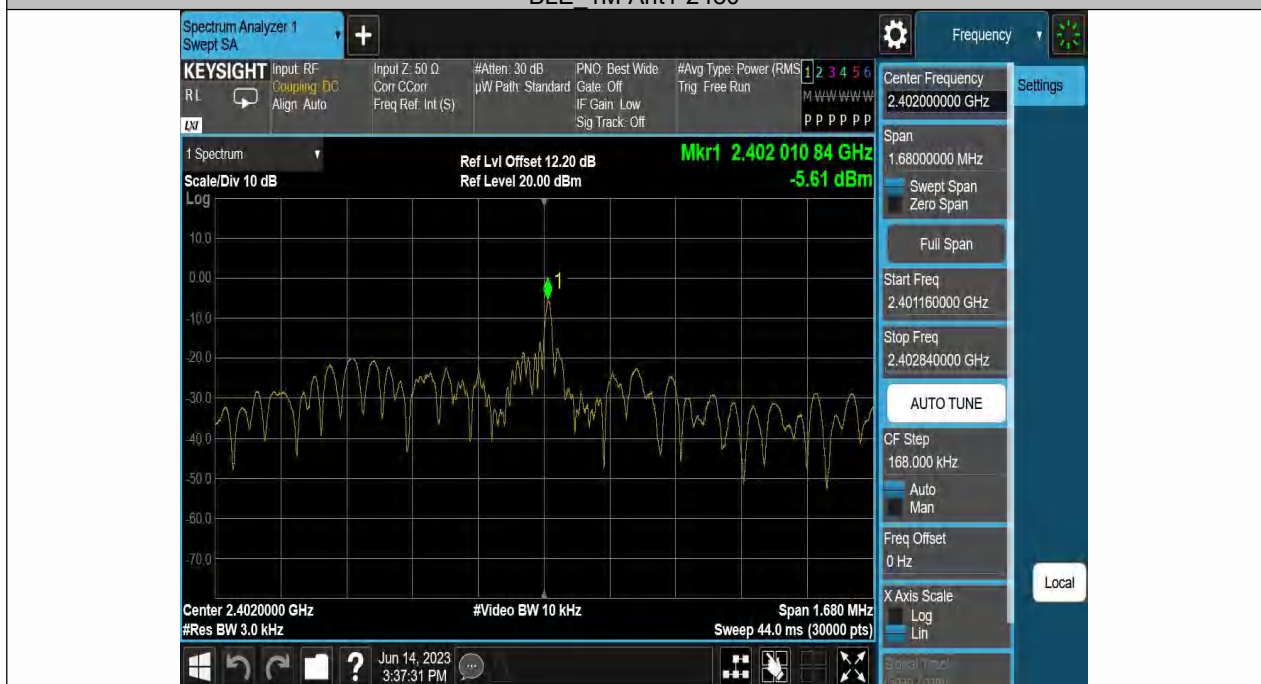 Spectrum Analyzer 1
Swept SA
Frequency
KEYSIGHT
RL
LXI
Input: RF
Coupling: DC
Align: Auto
Input Z: 50 Ω
Corr CCorr
Freq Ref: Int (S)
#Atten: 30 dB
µW Path: Standard
PNO: Best Wide
Gate: Off
IF Gain: Low
Sig Track: Off
#Avg Type: Power (RMS
Trig: Free Run
1 2 3 4 5 6
M W W W W W
P P P P P P
1 Spectrum
Scale/Div 10 dB
Log
Ref Lvl Offset 12.20 dB
Ref Level 20.00 dBm
Mkr1 2.402 010 84 GHz
-5.61 dBm
10.0
0.00
-10.0
-20.0
-30.0
-40.0
-50.0
-60.0
-70.0
1
Center 2.4020000 GHz
#Res BW 3.0 kHz
#Video BW 10 kHz
Span 1.680 MHz
Sweep 44.0 ms (30000 pts)
Center Frequency
2.402000000 GHz
Settings
Span
1.68000000 MHz
Swept Span
Zero Span
Full Span
Start Freq
2.401160000 GHz
Stop Freq
2.402840000 GHz
AUTO TUNE
CF Step
168.000 kHz
Auto
Man
Freq Offset
0 Hz
X Axis Scale
Log
Lin
Local
?
Jun 14, 2023
3:37:31 PM